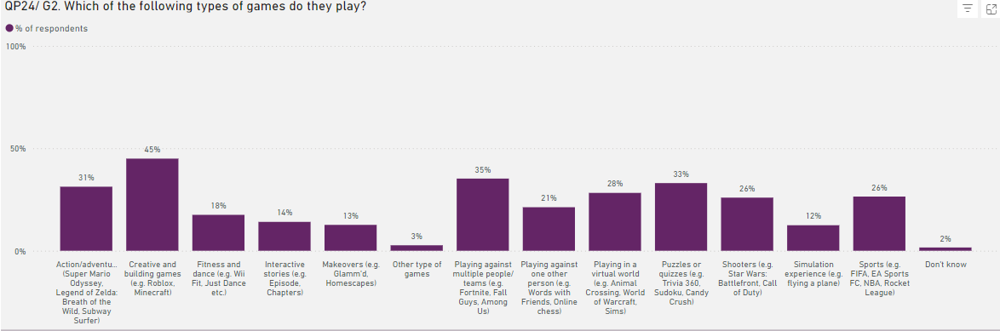 QP24/ G2. Which of the following types of games do they play?
% of respondents
100%
50%
0%
31%
45%
18%
14%
13%
3%
35%
21%
28%
33%
26%
12%
26%
2%
Action/adventu...
(Super Mario
Odyssey,
Legend of Zelda:
Breath of the
Wild, Subway
Surfer)
Creative and
building games
(e.g. Roblox,
Minecraft)
Fitness and
dance (e.g. Wii
Fit, Just Dance
etc.)
Interactive
stories (e.g.
Episode,
Chapters)
Makeovers (e.g.
Glamm'd,
Homescapes)
Other type of
games
Playing against
multiple people/
teams (e.g.
Fortnite, Fall
Guys, Among
Us)
Playing against
one other
person (e.g.
Words with
Friends, Online
chess)
Playing in a
virtual world
(e.g. Animal
Crossing, World
of Warcraft,
Sims)
Puzzles or
quizzes (e.g.
Trivia 360,
Sudoku, Candy
Crush)
Shooters (e.g.
Star Wars:
Battlefront, Call
of Duty)
Simulation
experience (e.g.
flying a plane)
Sports (e.g.
FIFA, EA Sports
FC, NBA, Rocket
League)
Don't know